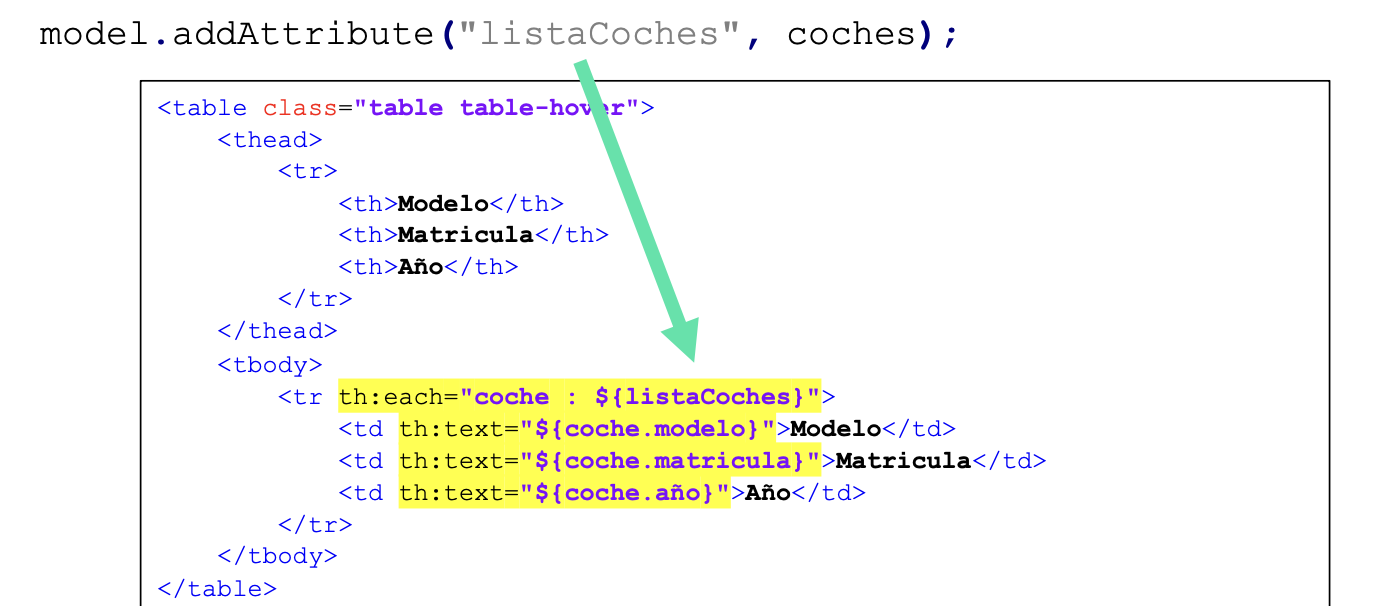 model.addAttribute("listaCoches", coches);
<table class="table table-hover">
<thead>
<tr>
<th>Modelo</th>
<th>Matricula</th>
<th>Año</th>
</tr>
</thead>
<tbody>
<tr th:each="coche : ${listaCoches}">
<td th:text="${coche.modelo}">Modelo</td>
<td th:text="${coche.matricula}">Matricula</td>
<td th:text="${coche.año}">Año</td>
</tr>
</tbody>
</table>